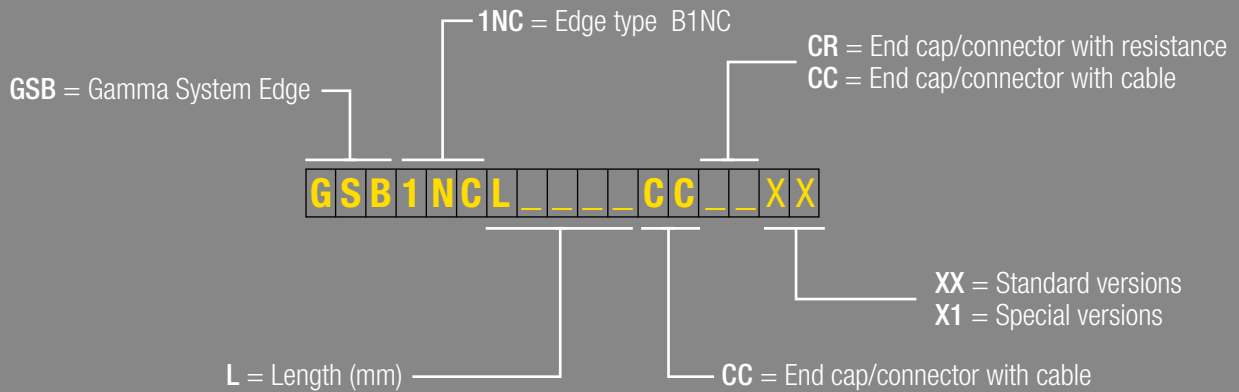 1NC = Edge type B1NC
CR = End cap/connector with resistance
CC = End cap/connector with cable
GSB = Gamma System Edge
GSB1NCL____CC__XX
XX = Standard versions
X1 = Special versions
L = Length (mm)
CC = End cap/connector with cable